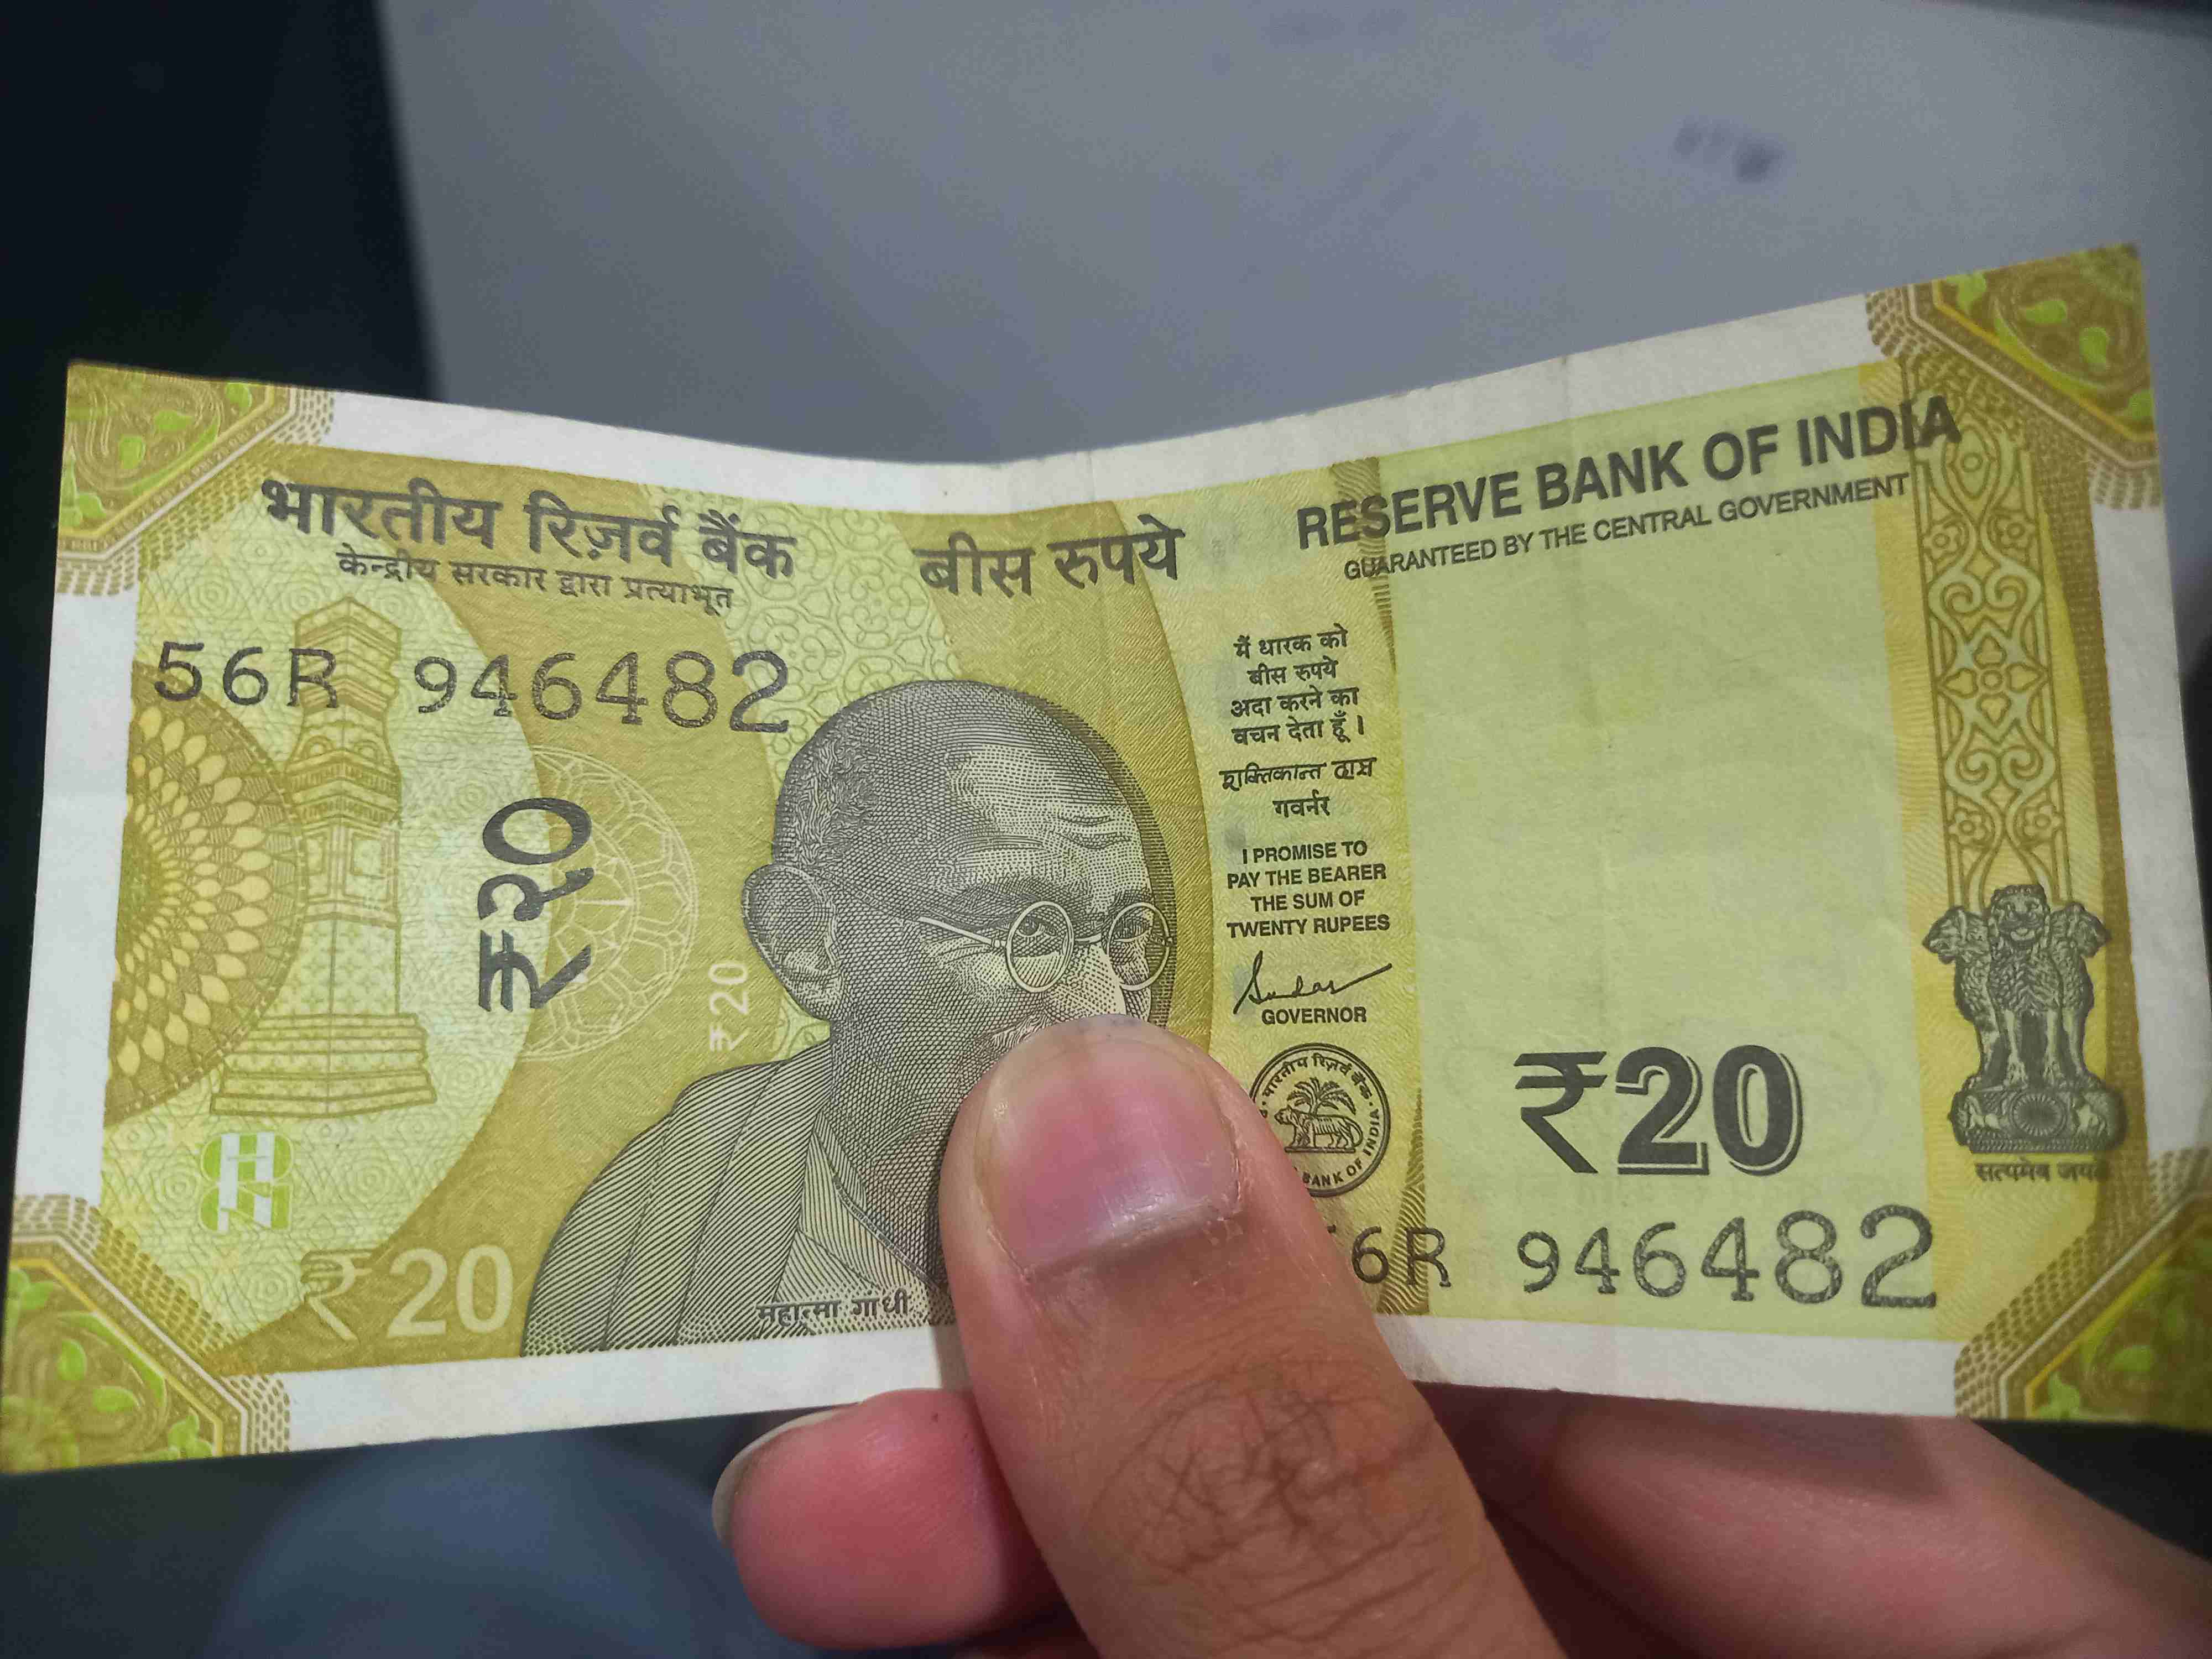 भारतीय रिज़र्व बैंक
केन्द्रीय सरकार द्वारा प्रत्याभूत
बीस रुपये
RESERVE BANK OF INDIA
GUARANTEED BY THE CENTRAL GOVERNMENT
56R 946482
₹२०
₹20
मैं धारक को
बीस रुपये
अदा करने का
वचन देता हूँ।
शक्तिकान्त दास
गवर्नर
I PROMISE TO
PAY THE BEARER
THE SUM OF
TWENTY RUPEES
GOVERNOR
भारतीय रिज़र्व बैंक
BANK OF INDIA
₹20
सत्यमेव जयते
6R 946482
₹20
महात्मा गांधी